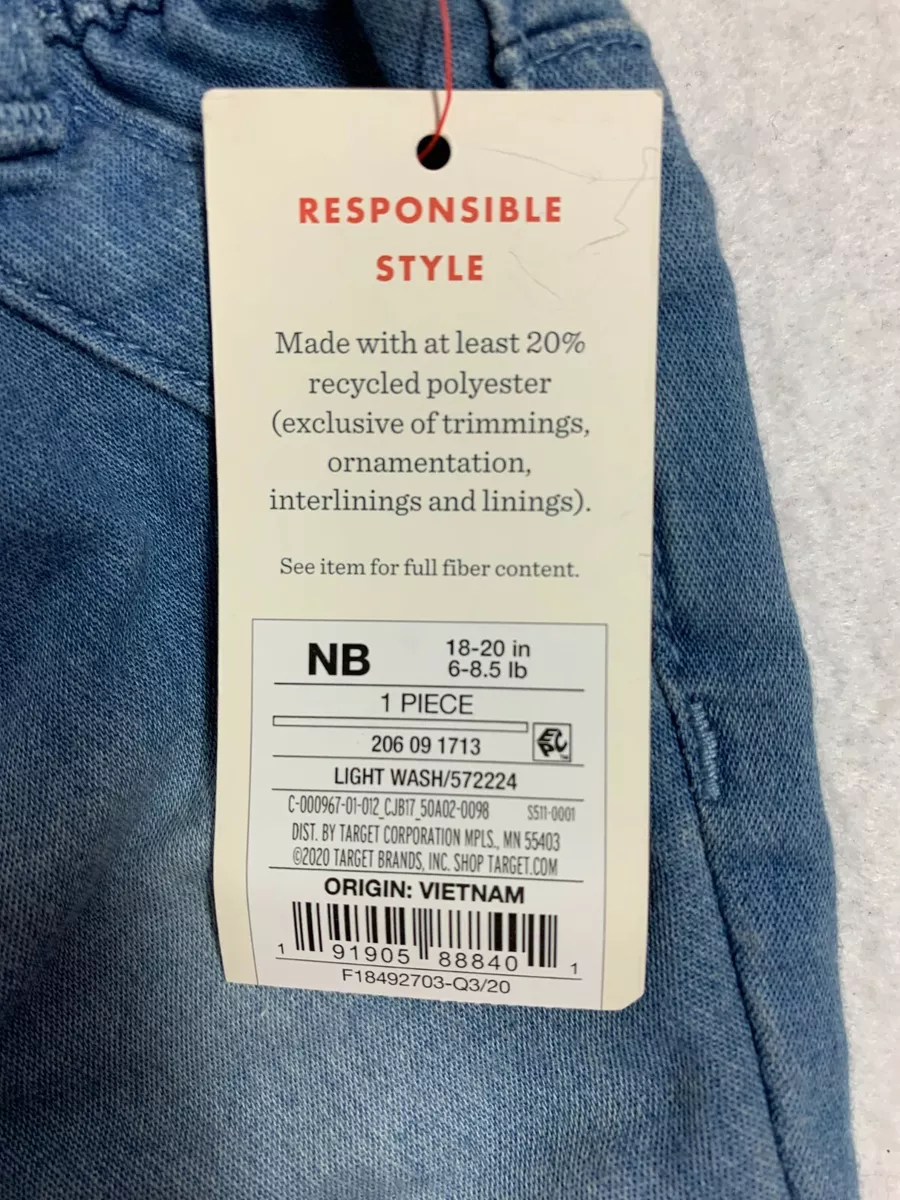 RESPONSIBLE
STYLE
Made with at least 20%
recycled polyester
(exclusive of trimmings,
ornamentation,
interlinings and linings).
See item for full fiber content.
NB
18-20 in
6-8.5 lb
1 PIECE
206 09 1713
LIGHT WASH/572224
C-000967-01-012_CJB17_50A02-0098 SS11-0001
DIST. BY TARGET CORPORATION MPLS., MN 55403
©2020 TARGET BRANDS, INC. SHOP TARGET.COM
ORIGIN: VIETNAM
1 91905 88840 1
F18492703-Q3/20